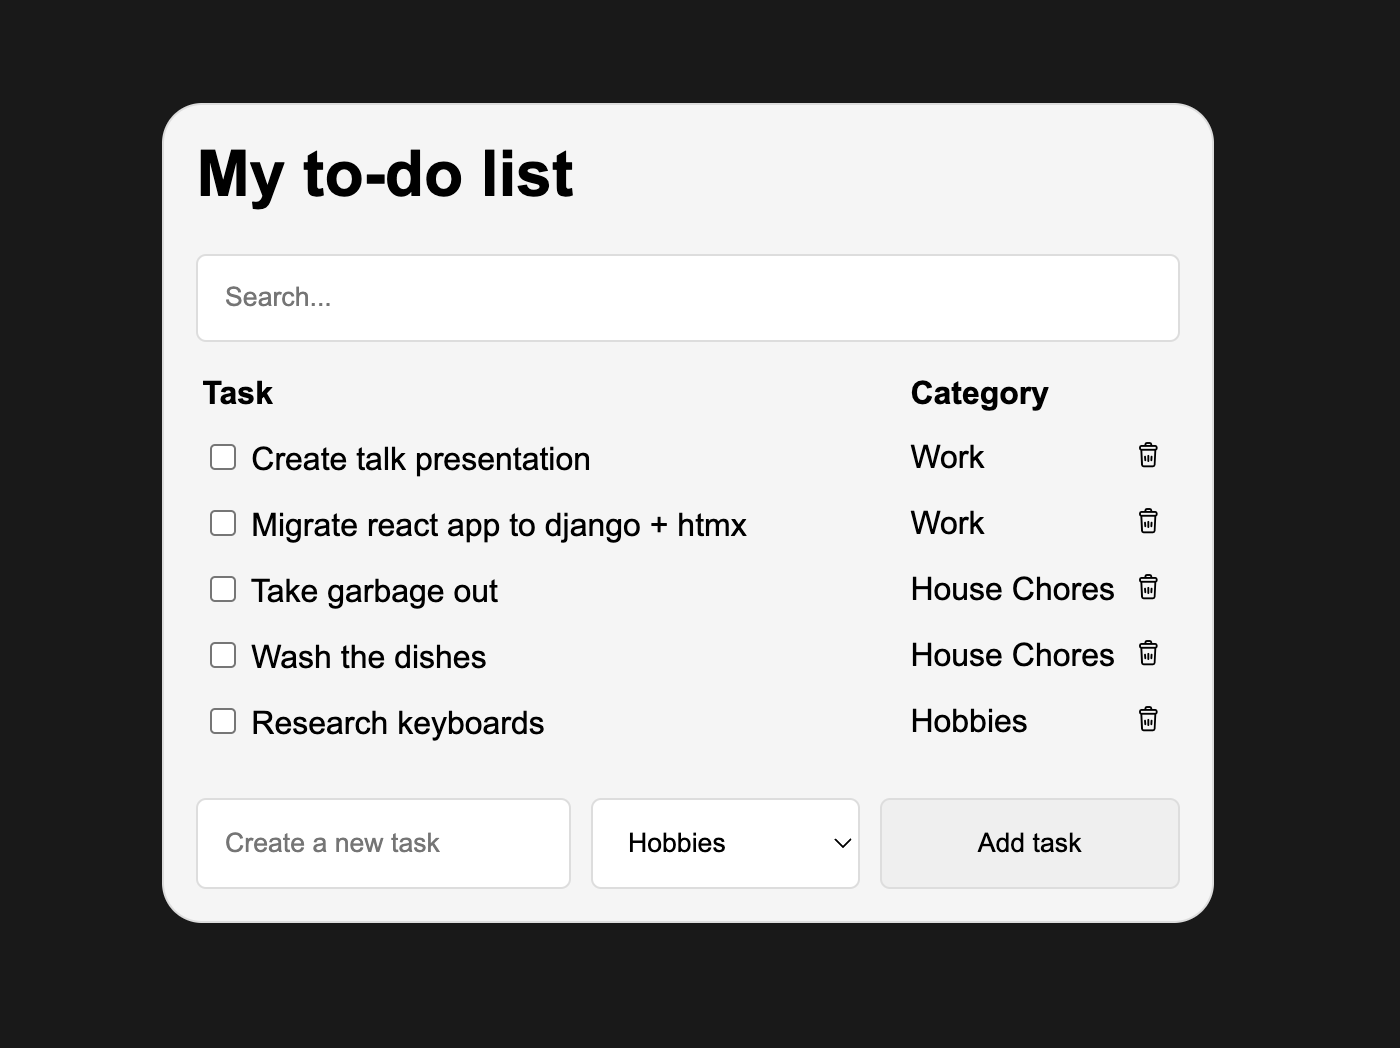 My to-do list
Search...
Task Category
Create talk presentation Work
Migrate react app to django + htmx Work
Take garbage out House Chores
Wash the dishes House Chores
Research keyboards Hobbies
Create a new task Hobbies Add task